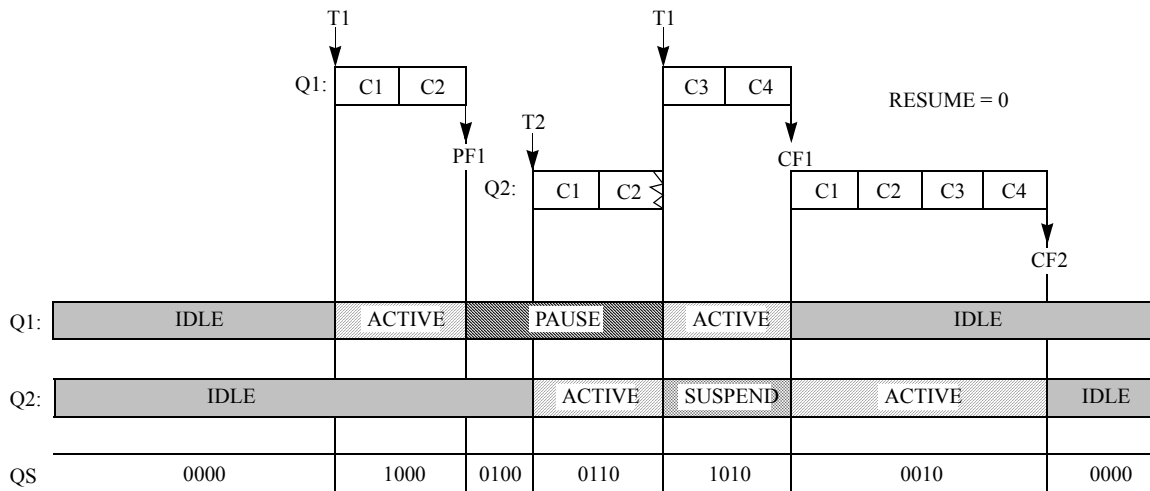 T1 T1
Q1: C1 C2 C3 C4
RESUME = 0
T2
PF1 CF1
Q2: C1 C2 C1 C2 C3 C4
CF2
Q1: IDLE ACTIVE PAUSE ACTIVE IDLE
Q2: IDLE ACTIVE SUSPEND ACTIVE IDLE
QS 0000 1000 0100 0110 1010 0010 0000